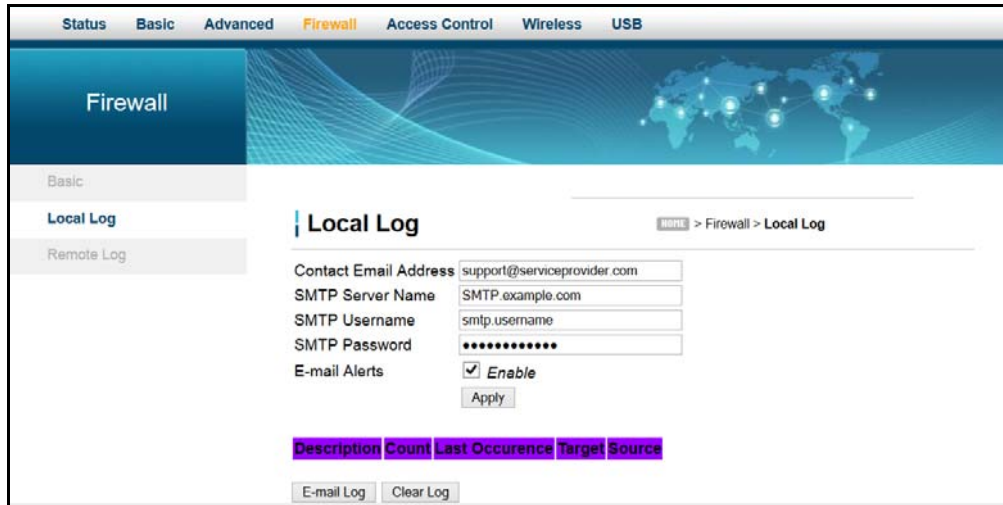 Status Basic Advanced Firewall Access Control Wireless USB
Firewall
Basic
Local Log
Remote Log
Local Log
HOME > Firewall > Local Log
Contact Email Address support@serviceprovider.com
SMTP Server Name SMTP.example.com
SMTP Username smtp.username
SMTP Password ••••••••••••
E-mail Alerts Enable
Apply
Description Count Last Occurence Target Source
E-mail Log Clear Log